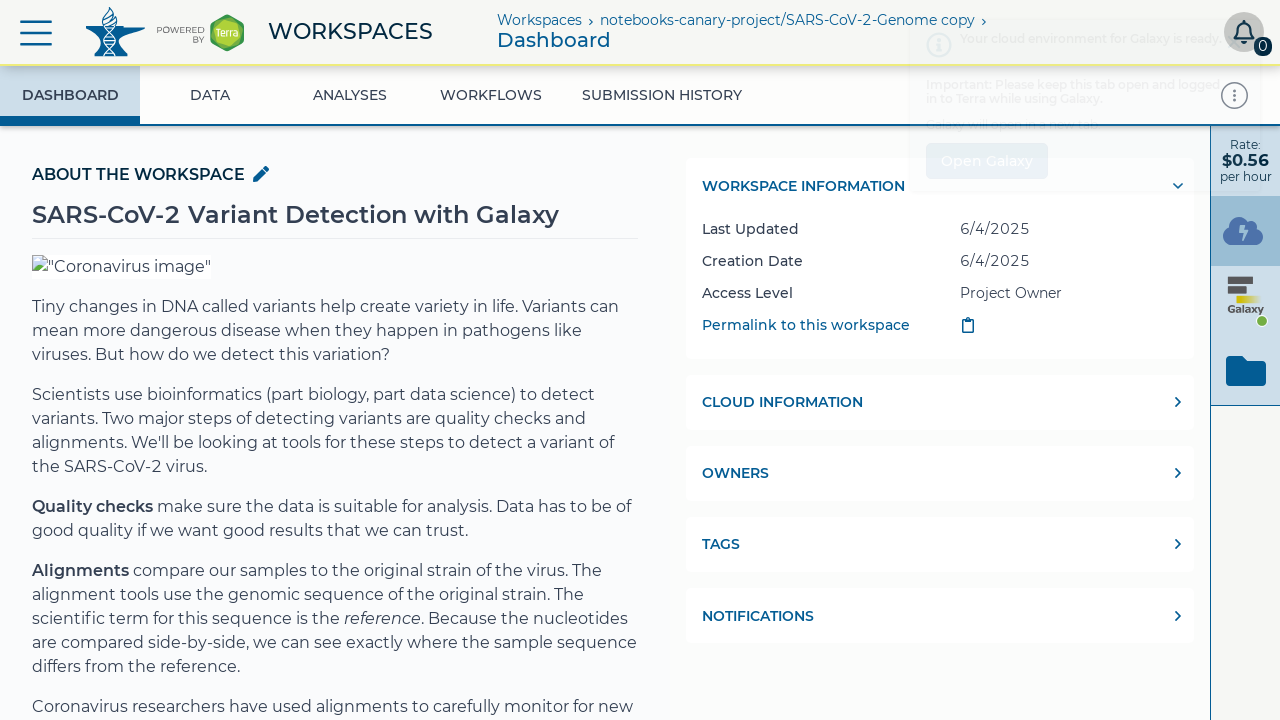 POWERED
BY
Terra
WORKSPACES
Workspaces › notebooks-canary-project/SARS-CoV-2-Genome copy ›
Dashboard
0
Your cloud environment for Galaxy is ready.
Important: Please keep this tab open and logged
in to Terra while using Galaxy.
Galaxy will open in a new tab.
Open Galaxy
DASHBOARD
DATA
ANALYSES
WORKFLOWS
SUBMISSION HISTORY
Rate:
$0.56
per hour
Galaxy
ABOUT THE WORKSPACE
SARS-CoV-2 Variant Detection with Galaxy
"Coronavirus image"
Tiny changes in DNA called variants help create variety in life. Variants can
mean more dangerous disease when they happen in pathogens like
viruses. But how do we detect this variation?
Scientists use bioinformatics (part biology, part data science) to detect
variants. Two major steps of detecting variants are quality checks and
alignments. We'll be looking at tools for these steps to detect a variant of
the SARS-CoV-2 virus.
Quality checks make sure the data is suitable for analysis. Data has to be of
good quality if we want good results that we can trust.
Alignments compare our samples to the original strain of the virus. The
alignment tools use the genomic sequence of the original strain. The
scientific term for this sequence is the reference. Because the nucleotides
are compared side-by-side, we can see exactly where the sample sequence
differs from the reference.
Coronavirus researchers have used alignments to carefully monitor for new
WORKSPACE INFORMATION
Last Updated 6/4/2025
Creation Date 6/4/2025
Access Level Project Owner
Permalink to this workspace
CLOUD INFORMATION
OWNERS
TAGS
NOTIFICATIONS